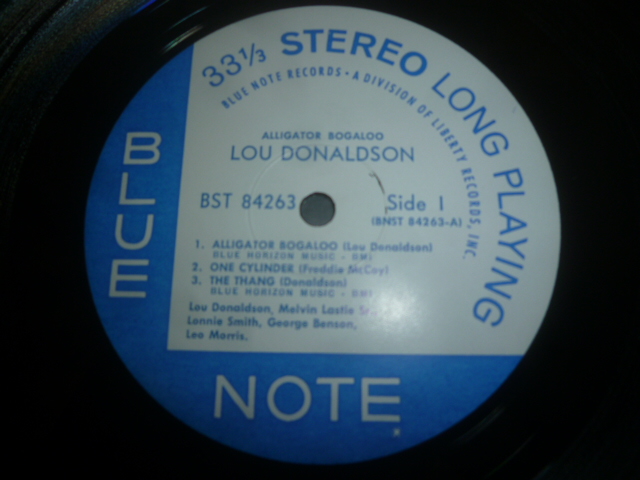 33 1/3 STEREO LONG PLAYING
BLUE NOTE RECORDS • A DIVISION OF LIBERTY RECORDS, INC.
ALLIGATOR BOGALOO
LOU DONALDSON
BST 84263
Side 1
(BNST 84263-A)
1. ALLIGATOR BOGALOO (Lou Donaldson)
BLUE HORIZON MUSIC - BMI
2. ONE CYLINDER (Freddie McCoy)
3. THE THANG (Donaldson)
BLUE HORIZON MUSIC - BMI
Lou Donaldson, Melvin Lastie Sr.,
Lonnie Smith, George Benson,
Leo Morris.
BLUE
NOTE